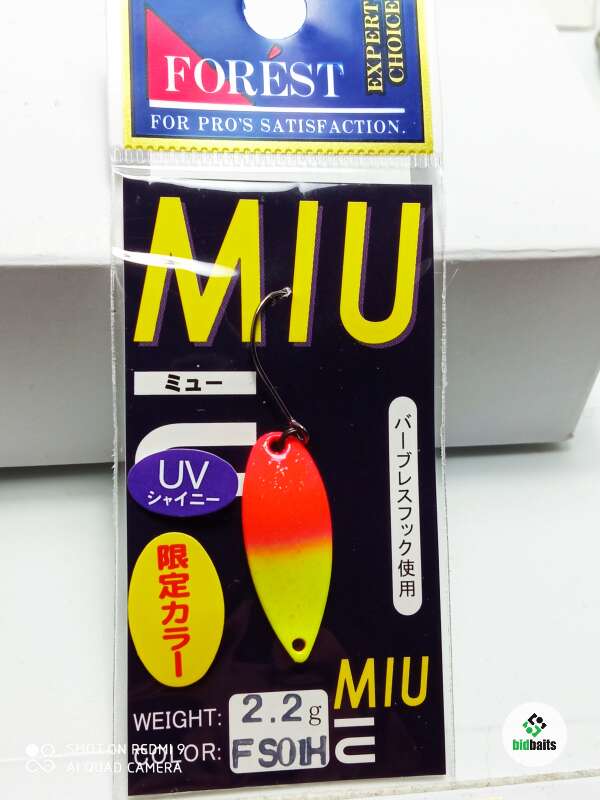 FORÉST
EXPERT
CHOICE
FOR PRO'S SATISFACTION.
MIU
ミュー
UV
シャイニー
バーブレスフック使用
限定カラー
MIU
WEIGHT: 2.2g
COLOR: FS01H
SHOT ON REDMI 9
AI QUAD CAMERA
bidbaits